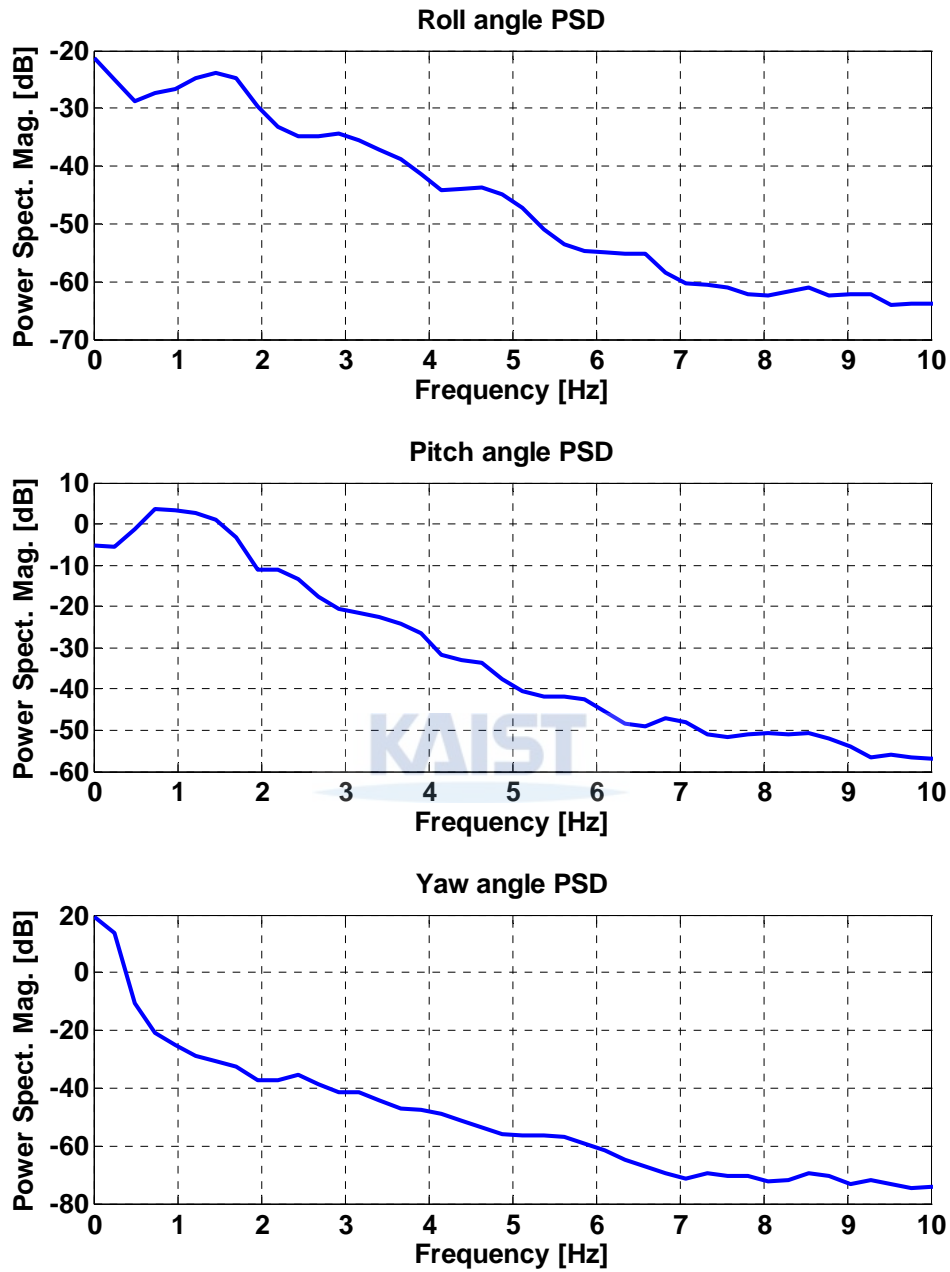 Roll angle PSD
Power Spect. Mag. [dB]
-20
-30
-40
-50
-60
-70
0 1 2 3 4 5 6 7 8 9 10
Frequency [Hz]
Pitch angle PSD
Power Spect. Mag. [dB]
10
0
-10
-20
-30
-40
-50
-60
KAIST
0 1 2 3 4 5 6 7 8 9 10
Frequency [Hz]
Yaw angle PSD
Power Spect. Mag. [dB]
20
0
-20
-40
-60
-80
0 1 2 3 4 5 6 7 8 9 10
Frequency [Hz]